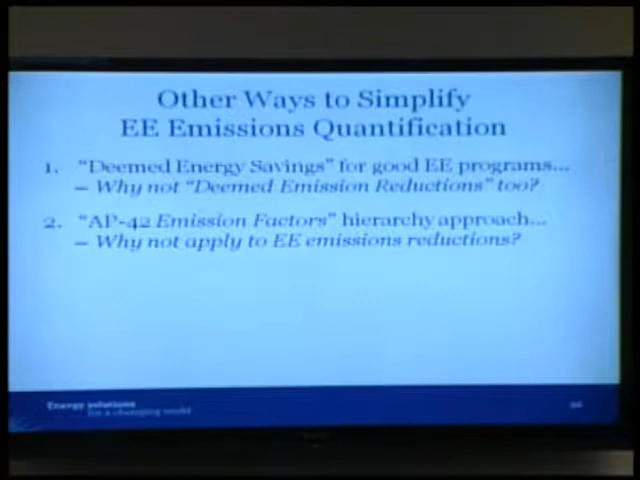 Other Ways to Simplify
EE Emissions Quantification
1. "Deemed Energy Savings" for good EE programs...
– Why not "Deemed Emission Reductions" too?
2. "AP-42 Emission Factors" hierarchy approach...
– Why not apply to EE emissions reductions?
Energy solutions
for a changing world